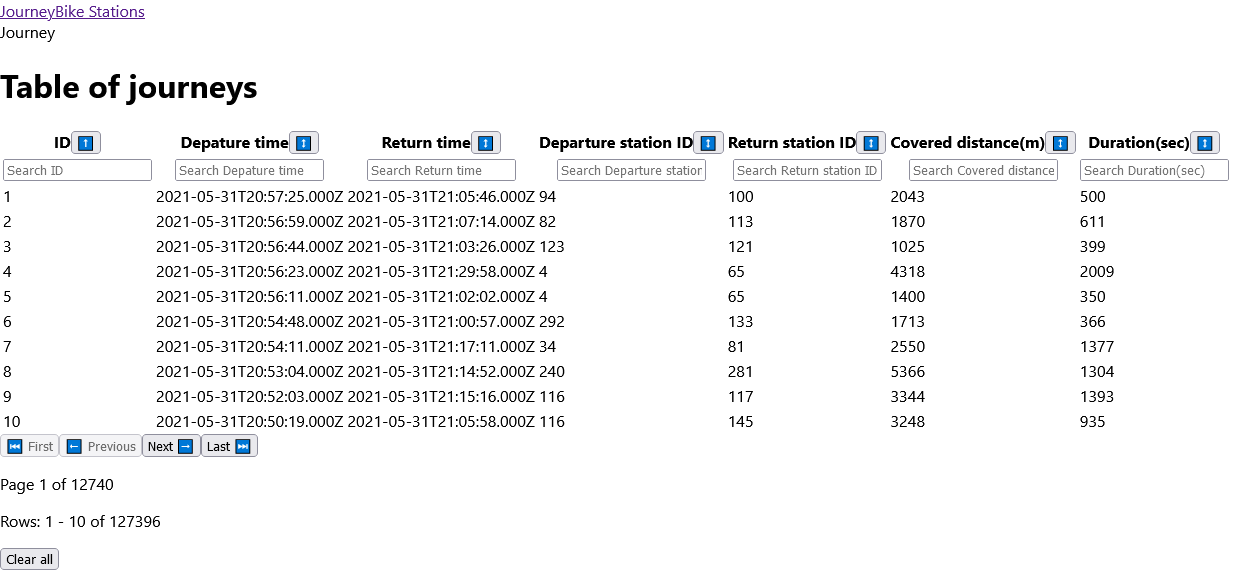 JourneyBike Stations
Journey
Table of journeys
ID Depature time Return time Departure station ID Return station ID Covered distance(m) Duration(sec)
Search ID Search Depature time Search Return time Search Departure station Search Return station ID Search Covered distance Search Duration(sec)
1 2021-05-31T20:57:25.000Z 2021-05-31T21:05:46.000Z 94 100 2043 500
2 2021-05-31T20:56:59.000Z 2021-05-31T21:07:14.000Z 82 113 1870 611
3 2021-05-31T20:56:44.000Z 2021-05-31T21:03:26.000Z 123 121 1025 399
4 2021-05-31T20:56:23.000Z 2021-05-31T21:29:58.000Z 4 65 4318 2009
5 2021-05-31T20:56:11.000Z 2021-05-31T21:02:02.000Z 4 65 1400 350
6 2021-05-31T20:54:48.000Z 2021-05-31T21:00:57.000Z 292 133 1713 366
7 2021-05-31T20:54:11.000Z 2021-05-31T21:17:11.000Z 34 81 2550 1377
8 2021-05-31T20:53:04.000Z 2021-05-31T21:14:52.000Z 240 281 5366 1304
9 2021-05-31T20:52:03.000Z 2021-05-31T21:15:16.000Z 116 117 3344 1393
10 2021-05-31T20:50:19.000Z 2021-05-31T21:05:58.000Z 116 145 3248 935
First Previous Next Last
Page 1 of 12740
Rows: 1 - 10 of 127396
Clear all